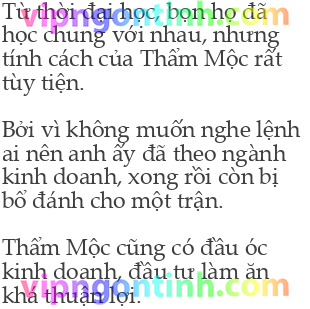 Từ thời đại học, bọn họ đã
vipngontinh.com
học chung với nhau, nhưng
tính cách của Thẩm Mộc rất
tùy tiện.
Bởi vì không muốn nghe lệnh
ai nên anh ấy đã theo ngành
kinh doanh, xong rồi còn bị
bố đánh cho một trận.
Thẩm Mộc cũng có đầu óc
kinh doanh, đầu tư làm ăn
vipngontinh.com
khá thuận lợi.